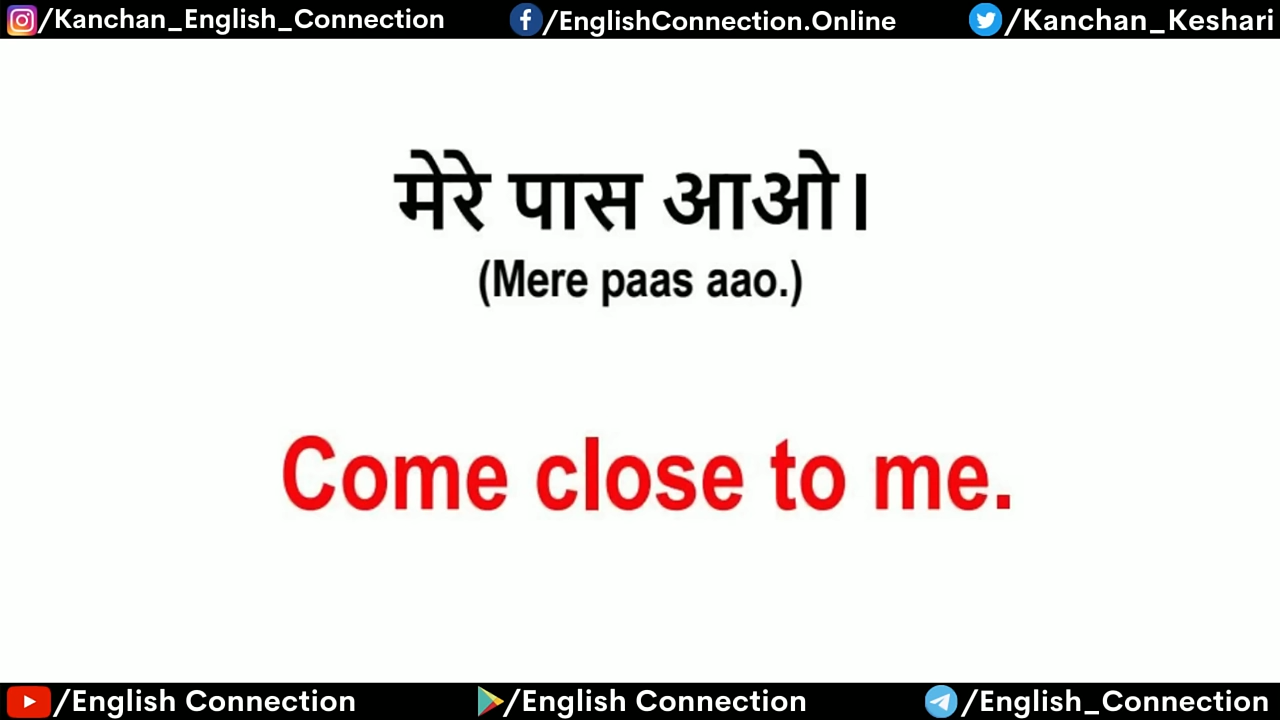 /Kanchan_English_Connection /EnglishConnection.Online /Kanchan_Keshari
मेरे पास आओ।
(Mere paas aao.)
Come close to me.
/English Connection /English Connection /English_Connection